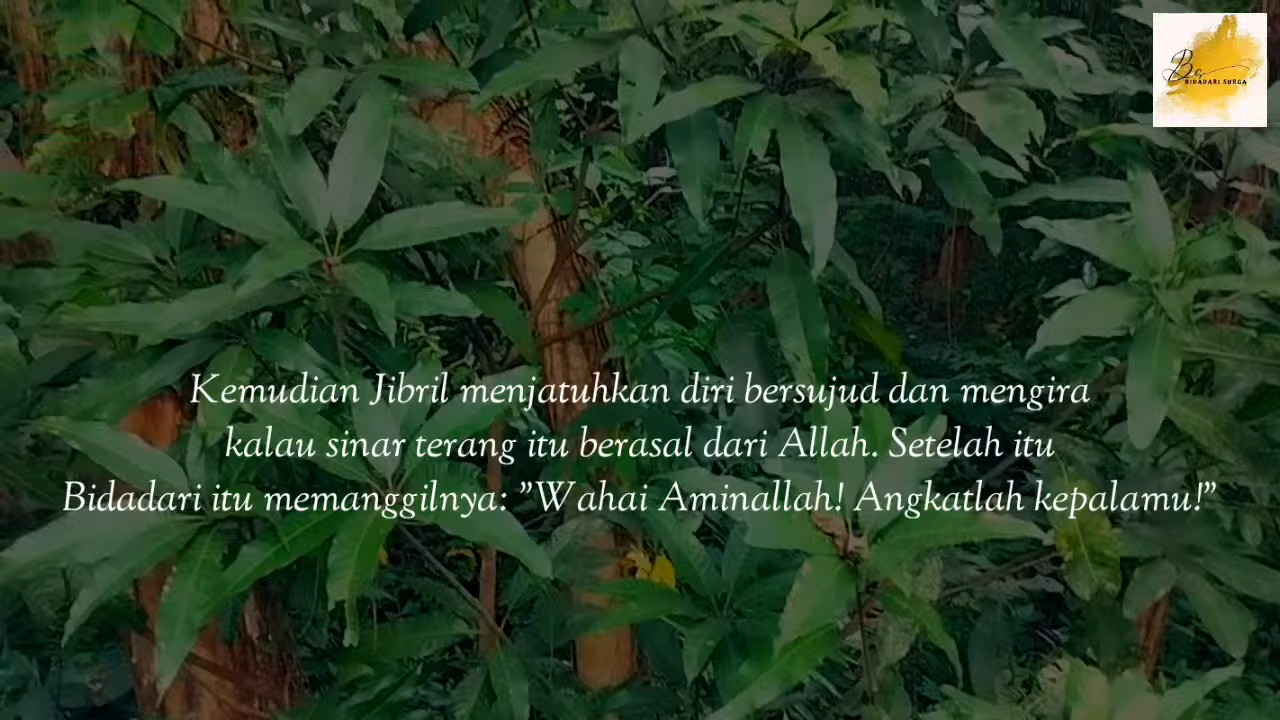 Bs
BIDADARI SURGA
Kemudian Jibril menjatuhkan diri bersujud dan mengira
kalau sinar terang itu berasal dari Allah. Setelah itu
Bidadari itu memanggilnya: ”Wahai Aminallah! Angkatlah kepalamu!”